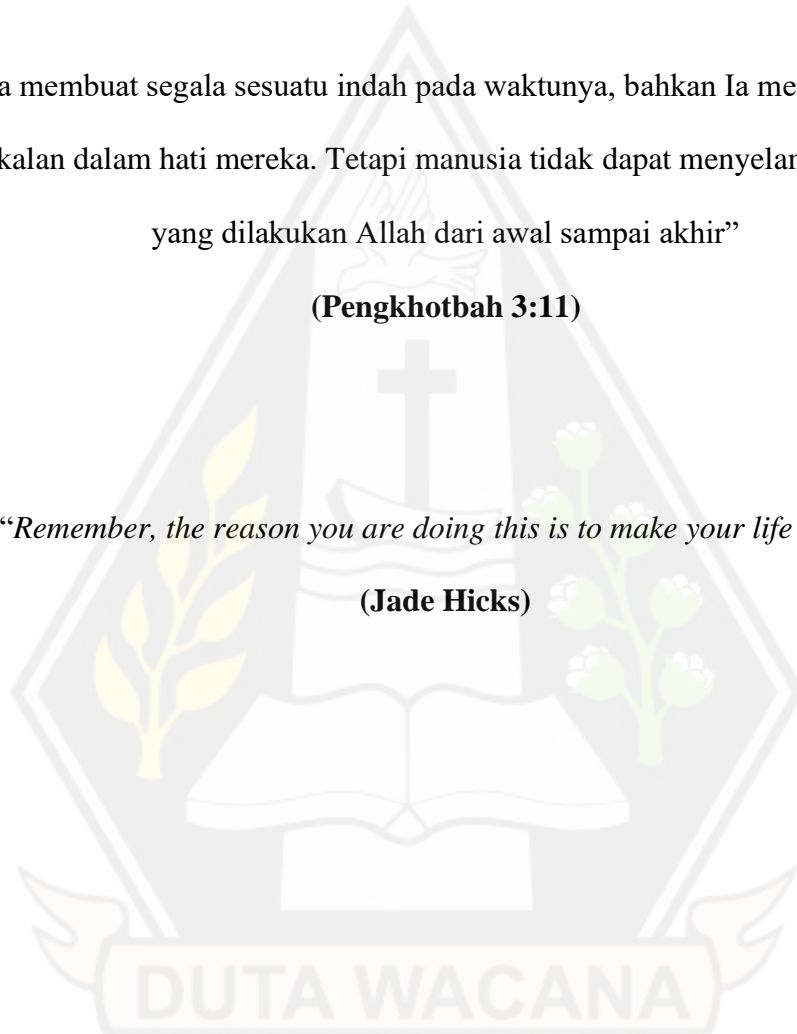 a membuat segala sesuatu indah pada waktunya, bahkan Ia me
kalan dalam hati mereka. Tetapi manusia tidak dapat menyelam
yang dilakukan Allah dari awal sampai akhir”
(Pengkhotbah 3:11)
“Remember, the reason you are doing this is to make your life
(Jade Hicks)
DUTA WACANA